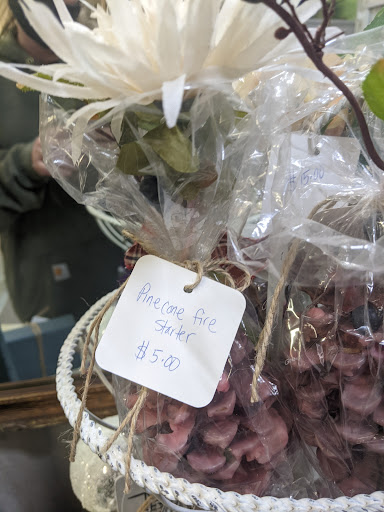 Pinecone fire
starter
$5.00
$5.00